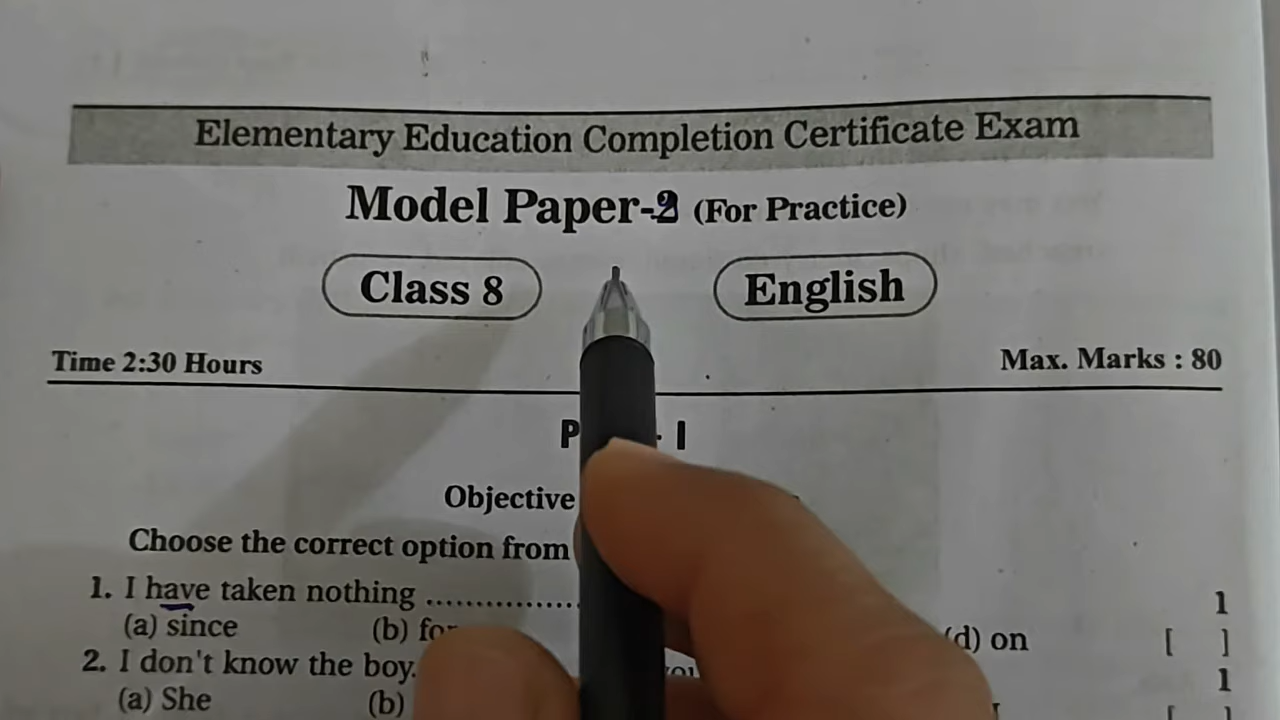 Elementary Education Completion Certificate Exam
Model Paper-2 (For Practice)
Class 8 English
Time 2:30 Hours Max. Marks : 80
I
Objective
Choose the correct option from
1. I have taken nothing ............... 1
(a) since (b) (d) on [ ]
2. I don't know the boy. 1
(a) She (b) [ ]